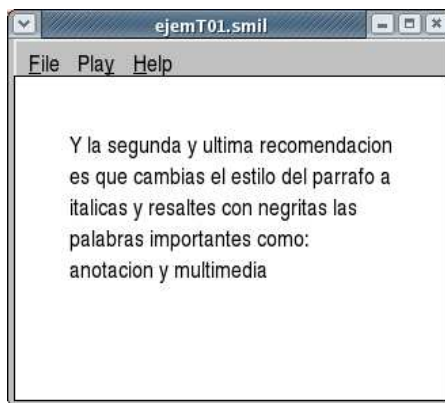 ejemT01.smil
File Play Help
Y la segunda y ultima recomendacion
es que cambias el estilo del parrafo a
italicas y resaltes con negritas las
palabras importantes como:
anotacion y multimedia